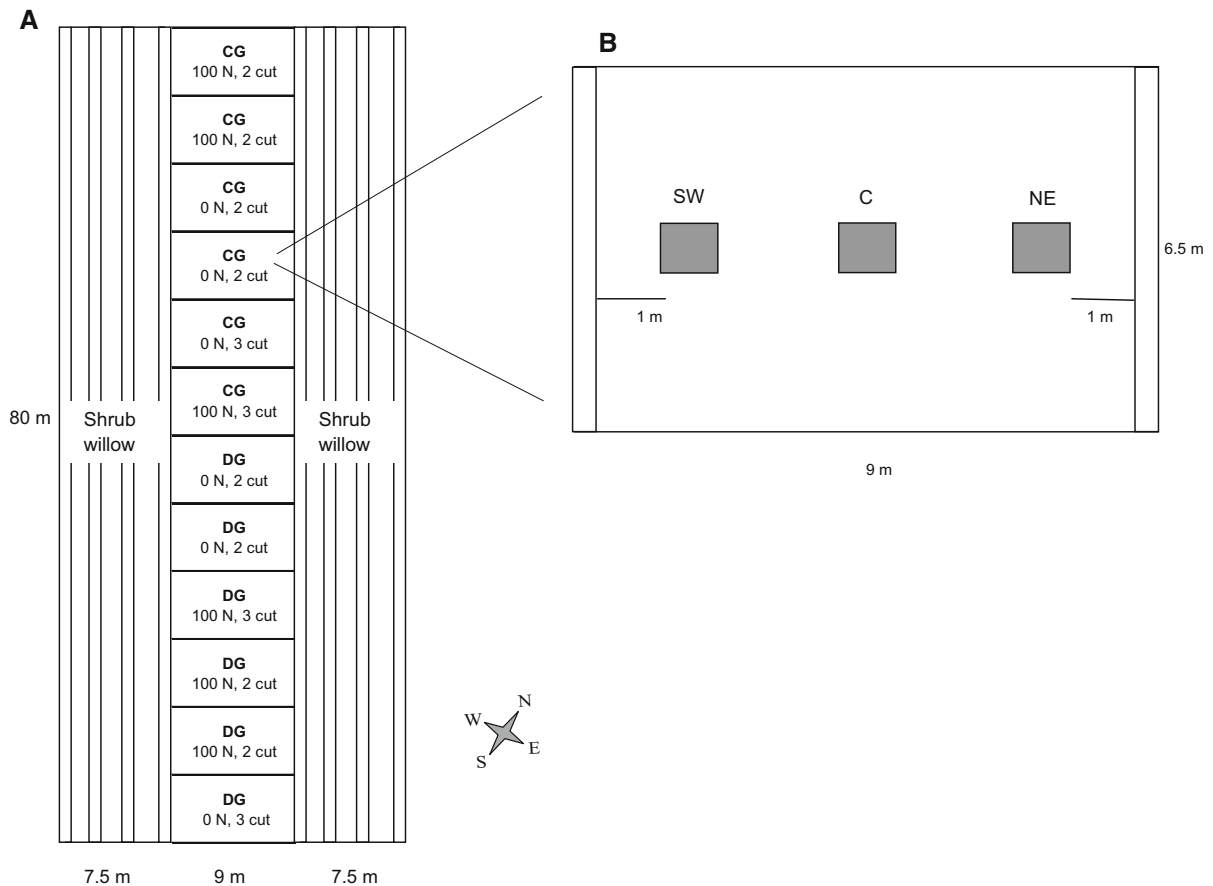 A
CG
100 N, 2 cut
CG
100 N, 2 cut
CG
0 N, 2 cut
CG
0 N, 2 cut
CG
0 N, 3 cut
CG
100 N, 3 cut
DG
0 N, 2 cut
DG
0 N, 2 cut
DG
100 N, 3 cut
DG
100 N, 2 cut
DG
100 N, 2 cut
DG
0 N, 3 cut
80 m
Shrub
willow
Shrub
willow
7.5 m
9 m
7.5 m
B
SW
C
NE
6.5 m
1 m
1 m
9 m
N
W
E
S